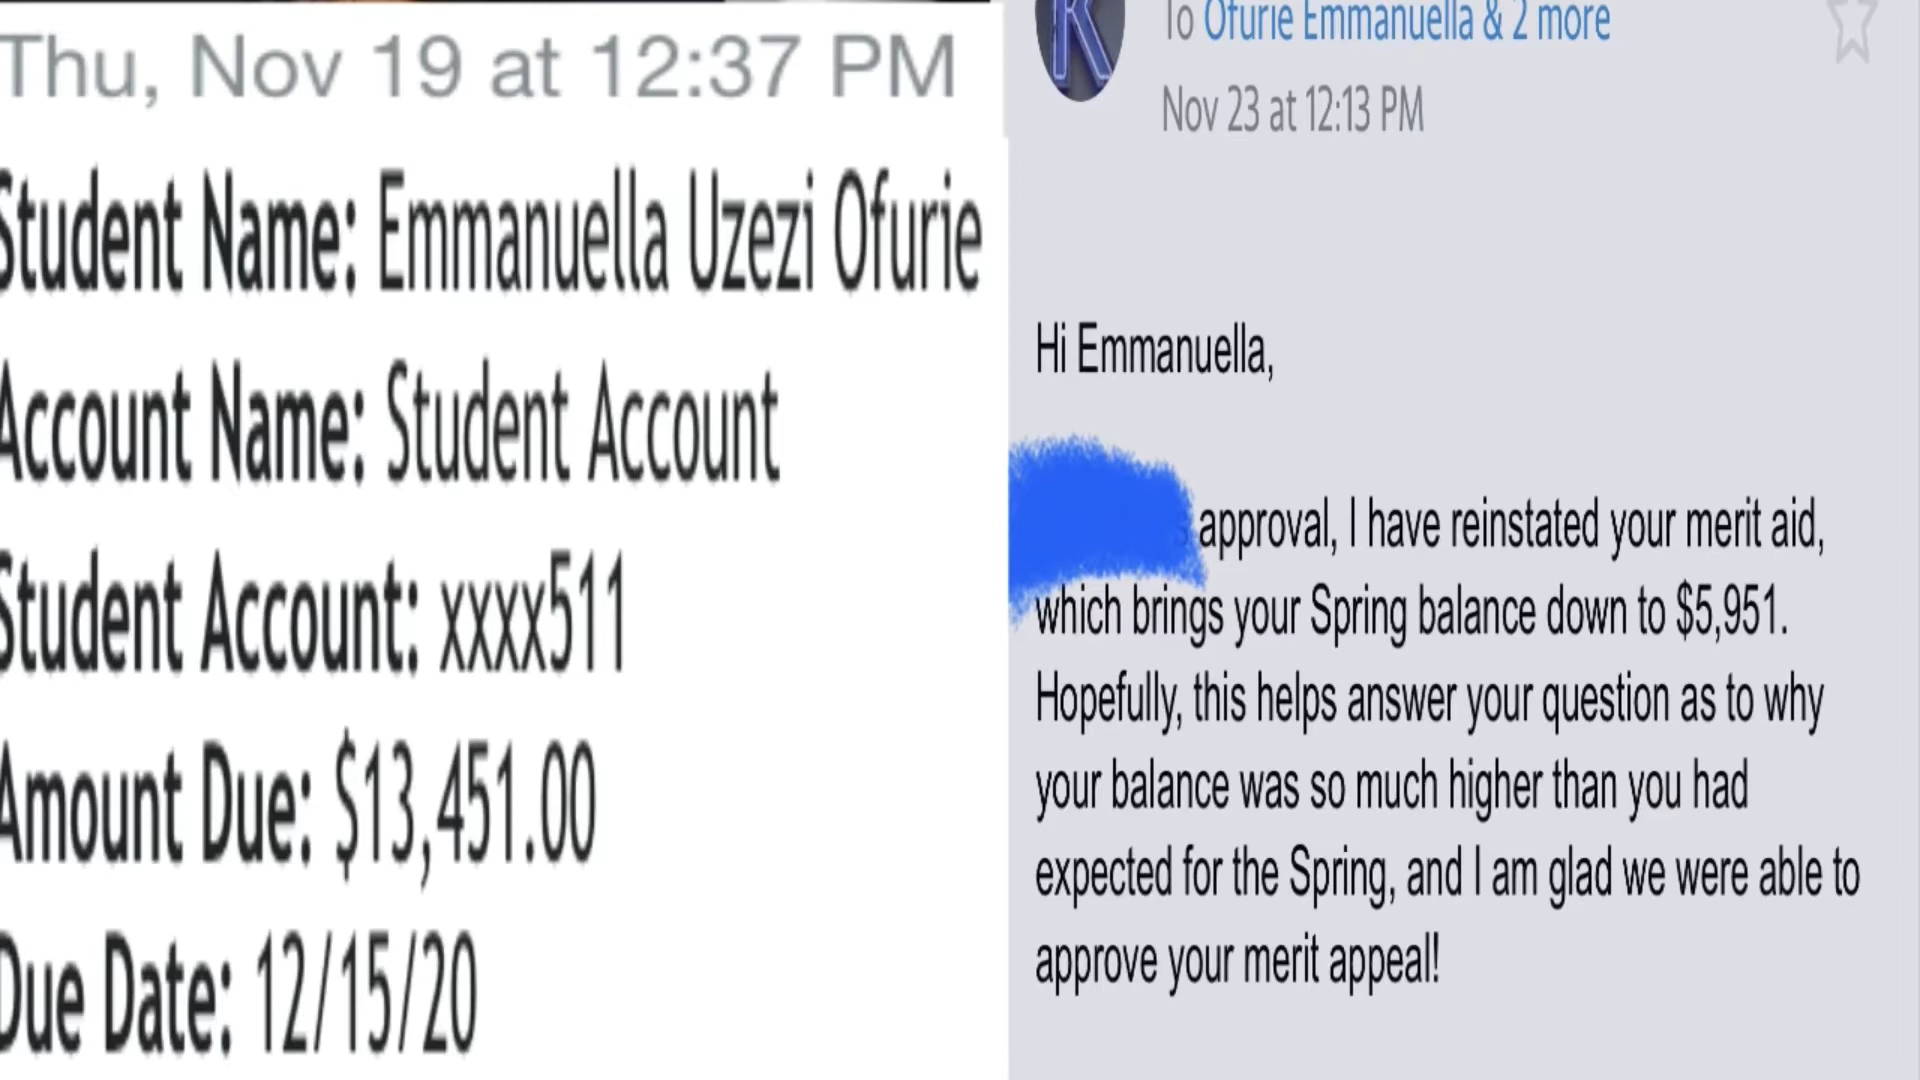 Thu, Nov 19 at 12:37 PM
Student Name: Emmanuella Uzezi Ofurie
Account Name: Student Account
Student Account: xxxx511
Amount Due: $13,451.00
Due Date: 12/15/20
K
To Ofurie Emmanuella & 2 more
Nov 23 at 12:13 PM
Hi Emmanuella,
approval, I have reinstated your merit aid,
which brings your Spring balance down to $5,951.
Hopefully, this helps answer your question as to why
your balance was so much higher than you had
expected for the Spring, and I am glad we were able to
approve your merit appeal!